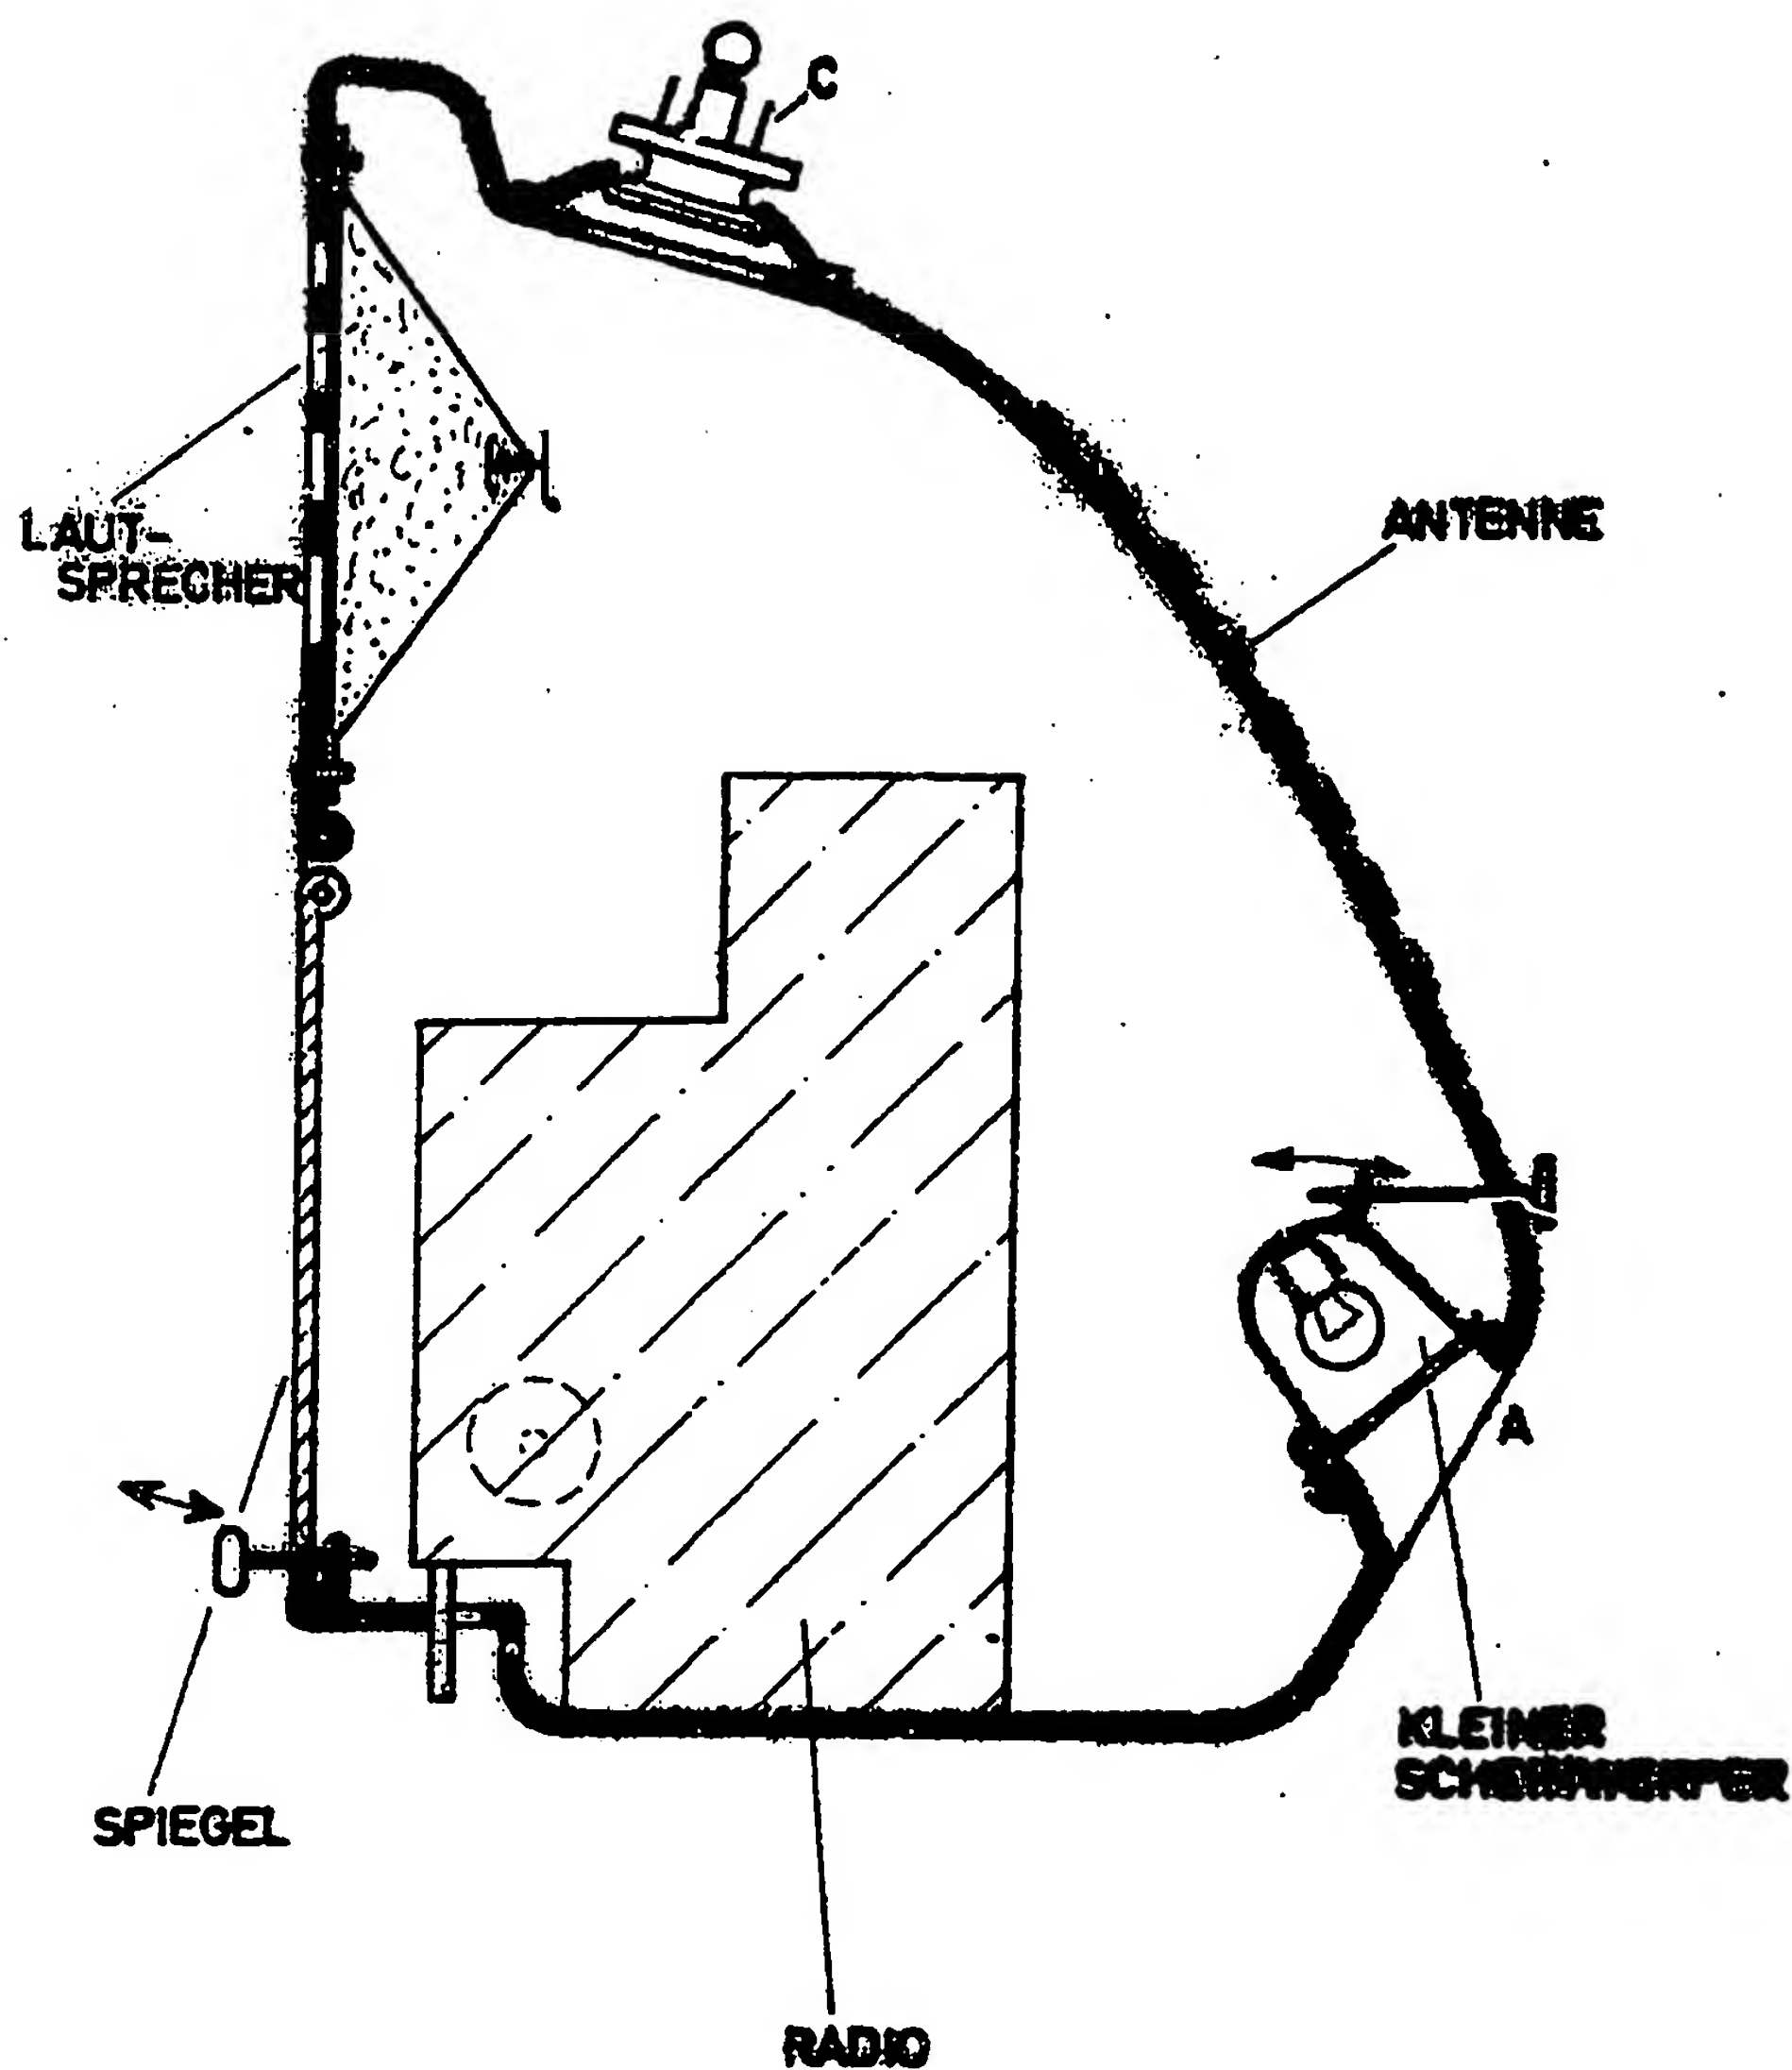 C
LAUT-
SPRECHER
ANTENNE
A
KLEINER
SCHEINWERFER
SPIEGEL
RADIO